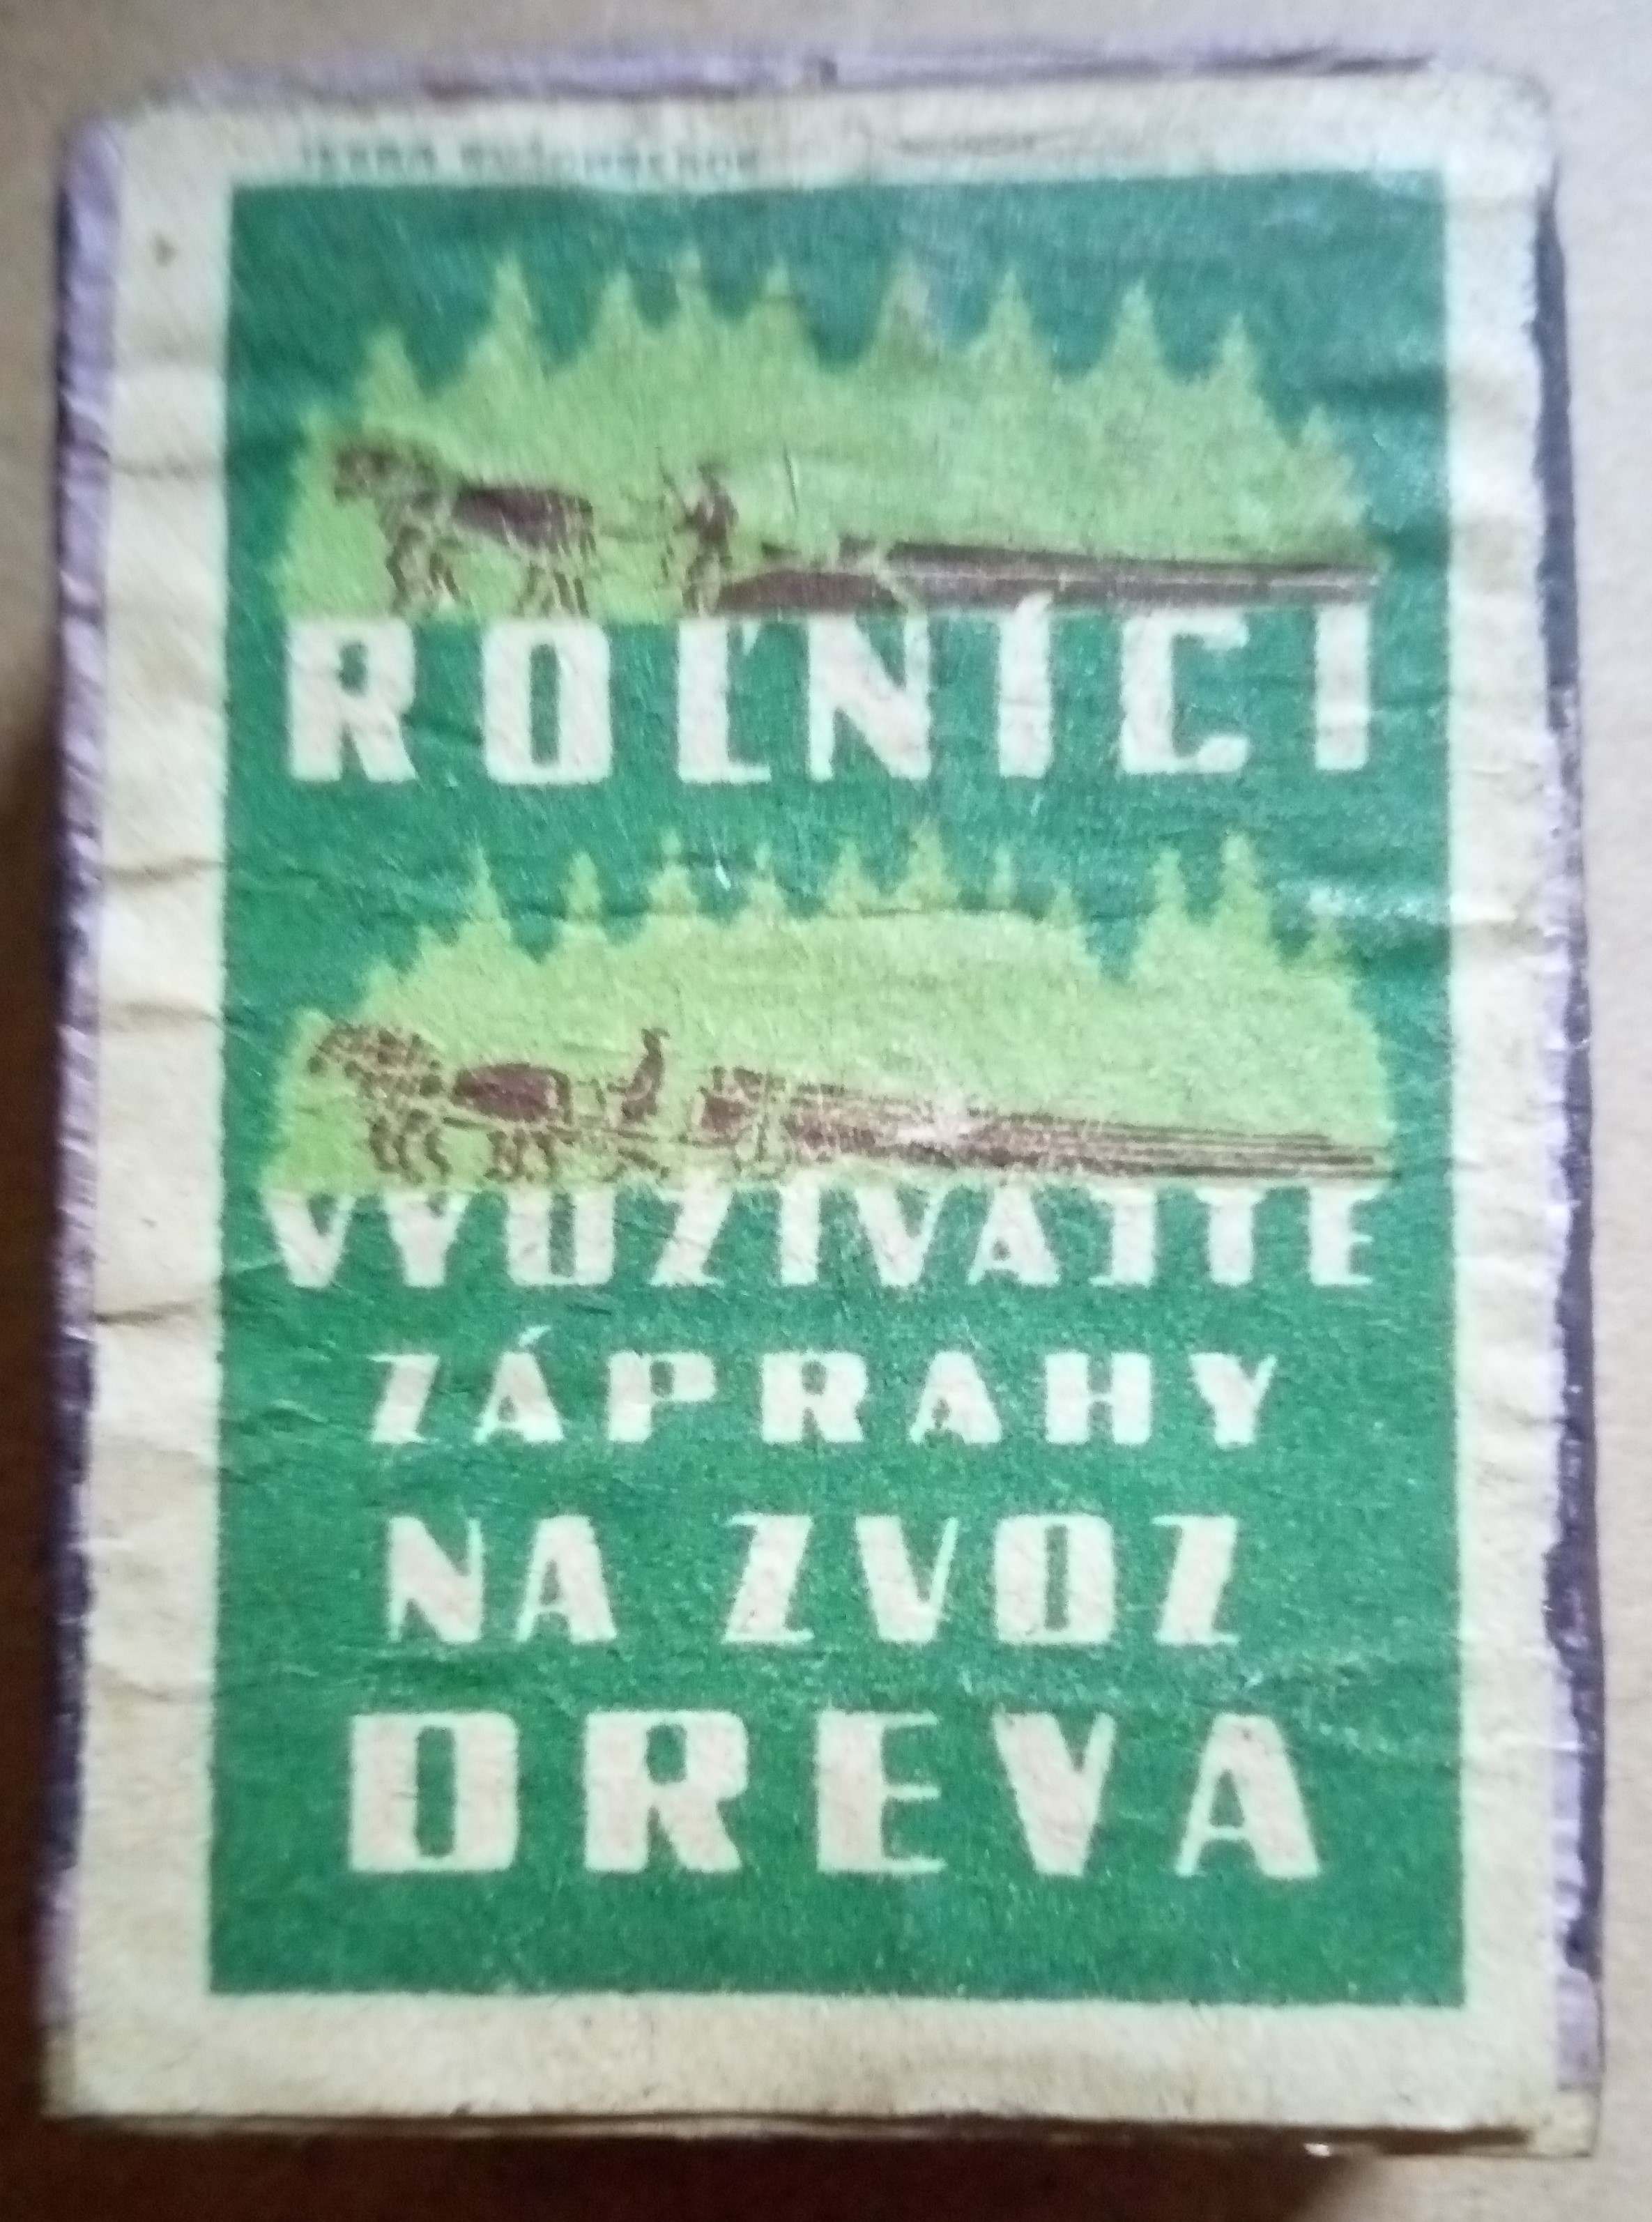 ROĽNÍCI
VYUŽÍVAJTE
ZÁPRAHY
NA ZVOZ
DREVA